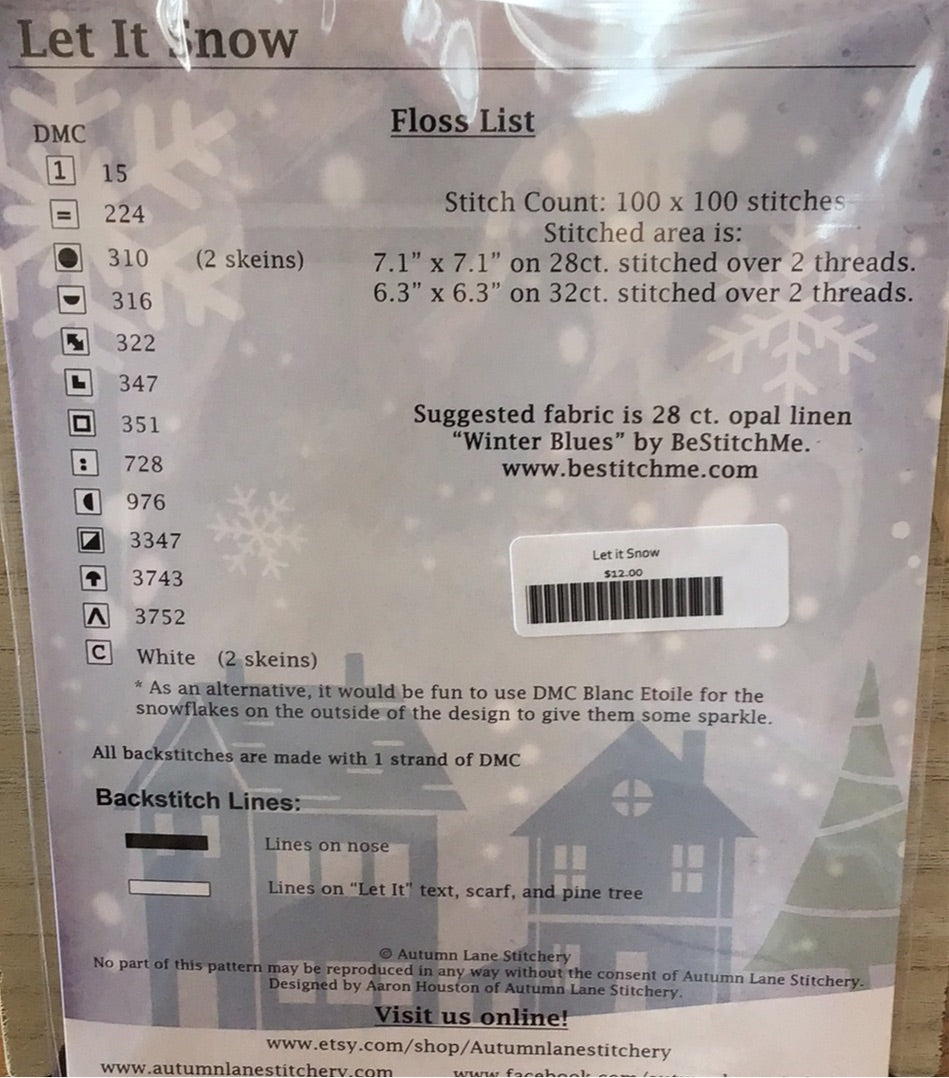 Let It Snow
Floss List
DMC
1 15
= 224
310 (2 skeins)
316
322
347
351
: 728
976
3347
3743
3752
C White (2 skeins)
Stitch Count: 100 x 100 stitches
Stitched area is:
7.1” x 7.1” on 28ct. stitched over 2 threads.
6.3” x 6.3” on 32ct. stitched over 2 threads.
Suggested fabric is 28 ct. opal linen
“Winter Blues” by BeStitchMe.
www.bestitchme.com
Let it Snow
$12.00
* As an alternative, it would be fun to use DMC Blanc Etoile for the
snowflakes on the outside of the design to give them some sparkle.
All backstitches are made with 1 strand of DMC
Backstitch Lines:
Lines on nose
Lines on “Let It” text, scarf, and pine tree
© Autumn Lane Stitchery
No part of this pattern may be reproduced in any way without the consent of Autumn Lane Stitchery.
Designed by Aaron Houston of Autumn Lane Stitchery.
Visit us online!
www.etsy.com/shop/Autumnlanestitchery
www.autumnlanestitchery.com